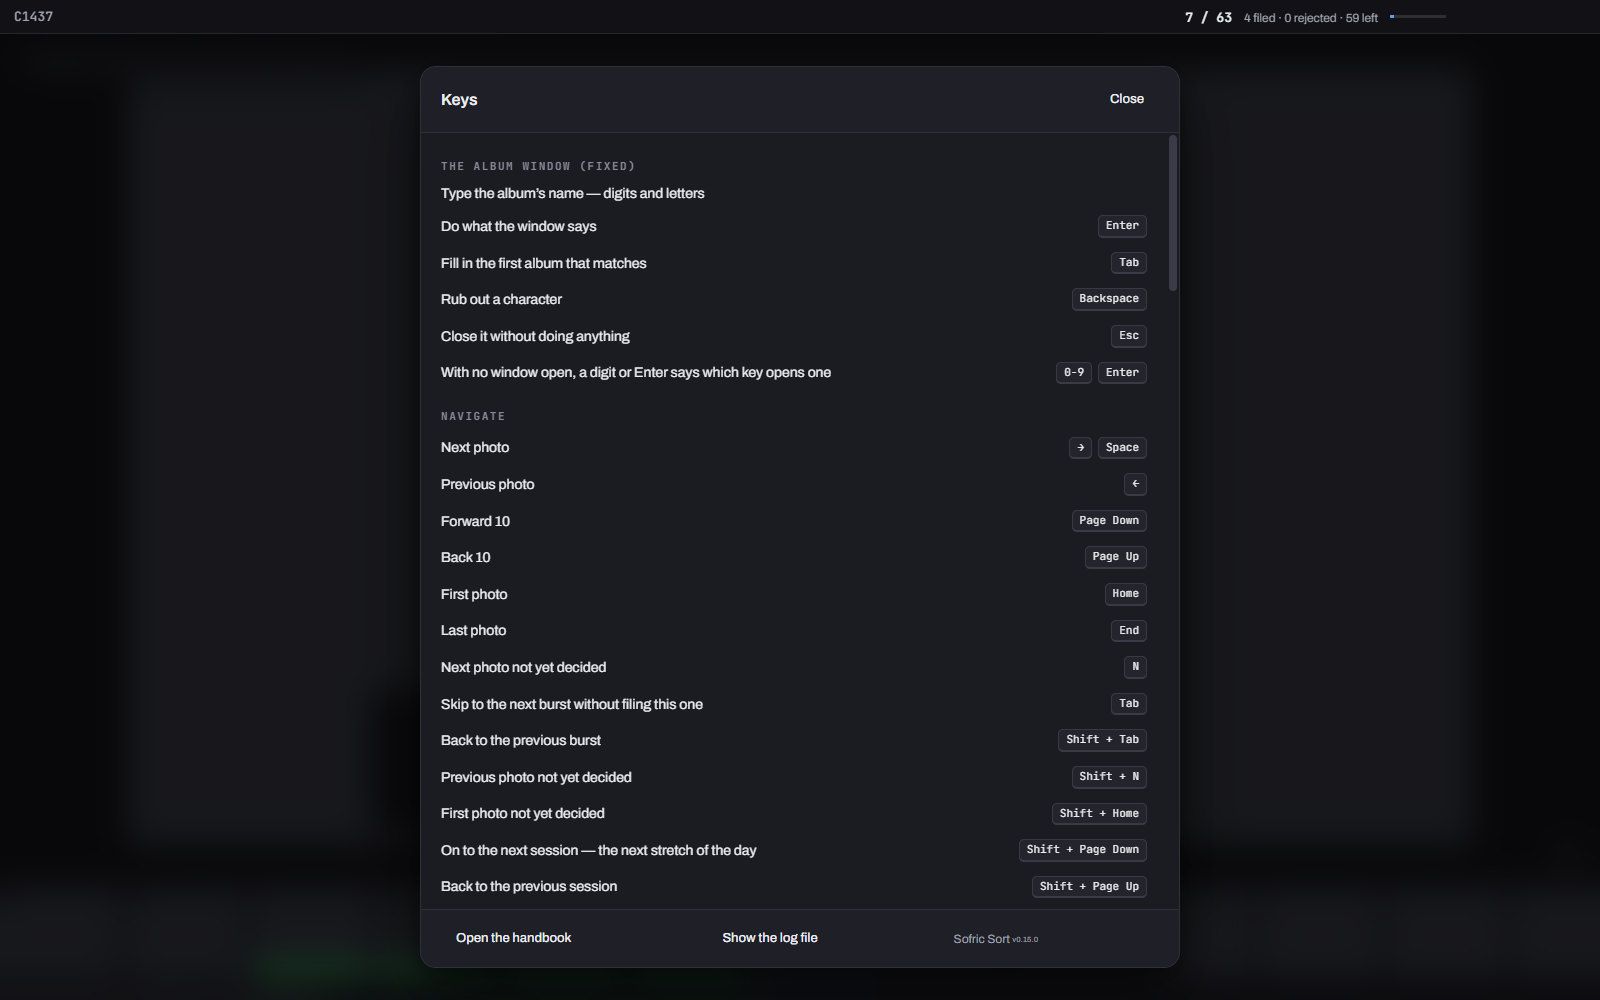 C1437
7 / 63 4 filed · 0 rejected · 59 left
Keys
Close
THE ALBUM WINDOW (FIXED)
Type the album’s name — digits and letters
Do what the window says Enter
Fill in the first album that matches Tab
Rub out a character Backspace
Close it without doing anything Esc
With no window open, a digit or Enter says which key opens one 0-9 Enter
NAVIGATE
Next photo → Space
Previous photo ←
Forward 10 Page Down
Back 10 Page Up
First photo Home
Last photo End
Next photo not yet decided N
Skip to the next burst without filing this one Tab
Back to the previous burst Shift + Tab
Previous photo not yet decided Shift + N
First photo not yet decided Shift + Home
On to the next session — the next stretch of the day Shift + Page Down
Back to the previous session Shift + Page Up
Open the handbook Show the log file Sofric Sort v0.15.0